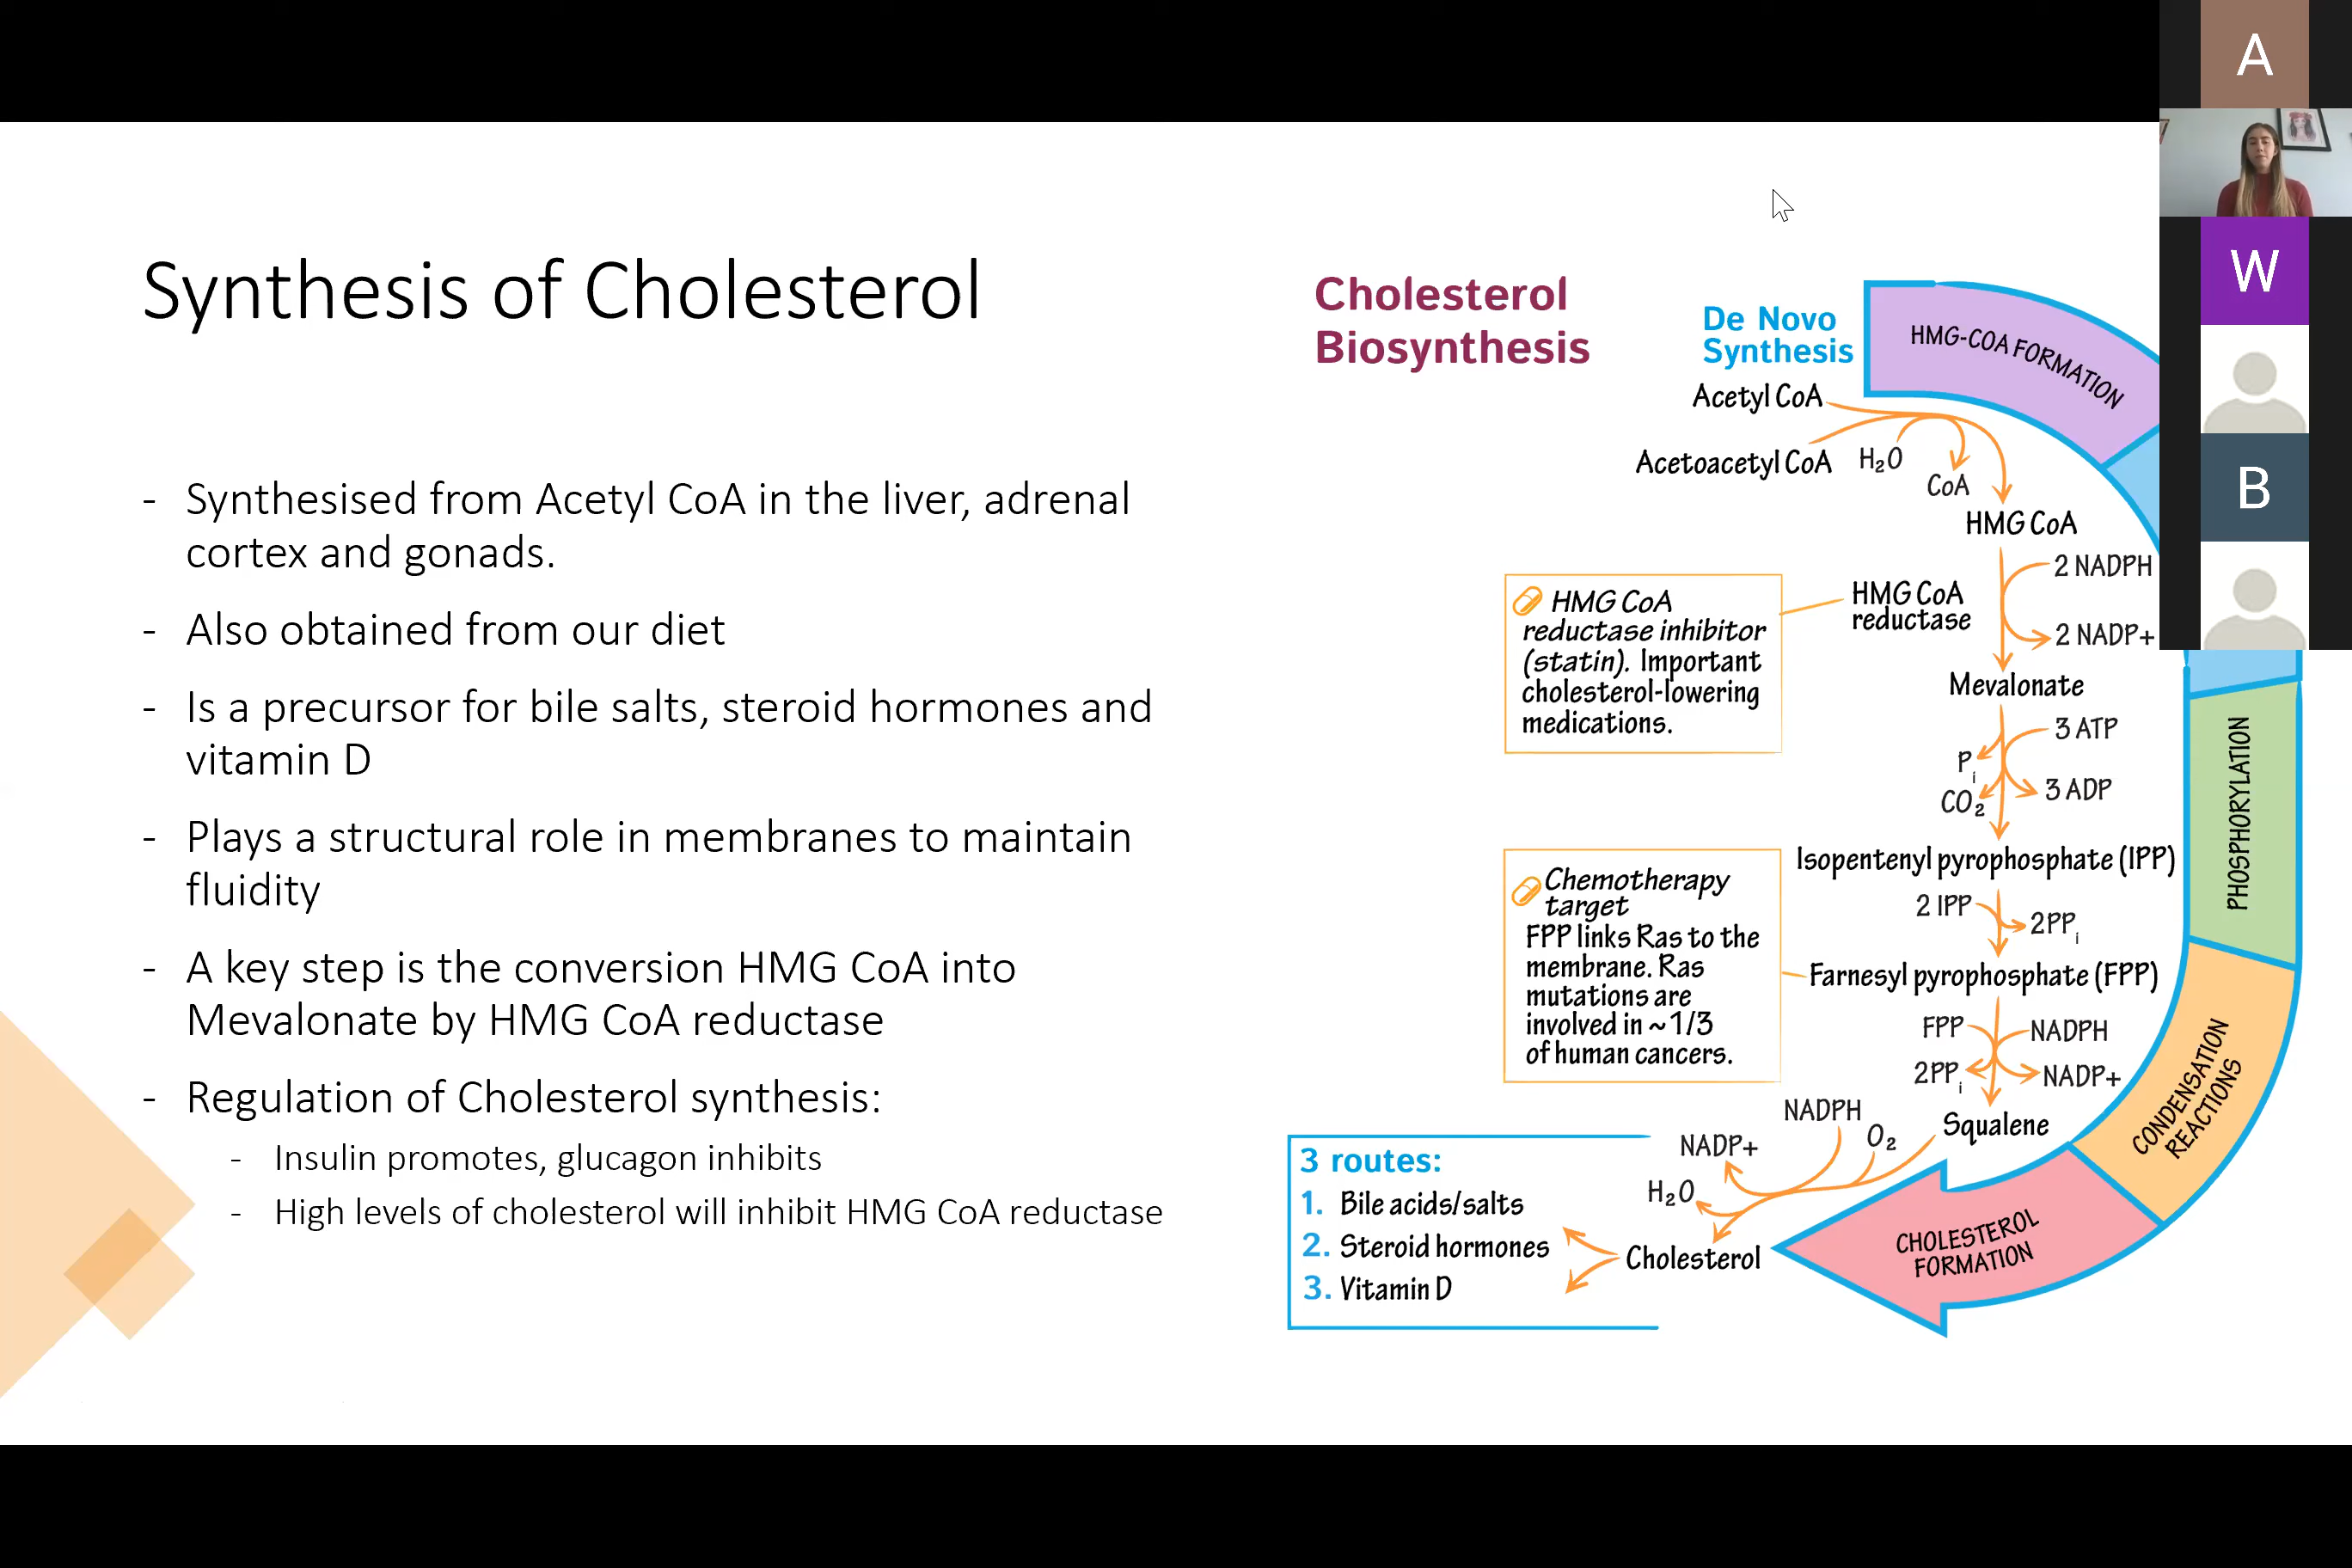 Synthesis of Cholesterol
- Synthesised from Acetyl CoA in the liver, adrenal
cortex and gonads.
- Also obtained from our diet
- Is a precursor for bile salts, steroid hormones and
vitamin D
- Plays a structural role in membranes to maintain
fluidity
- A key step is the conversion HMG CoA into
Mevalonate by HMG CoA reductase
- Regulation of Cholesterol synthesis:
- Insulin promotes, glucagon inhibits
- High levels of cholesterol will inhibit HMG CoA reductase
Cholesterol
Biosynthesis
De Novo
Synthesis
HMG-COA FORMATION
Acetyl CoA
Acetoacetyl CoA
H₂O
CoA
HMG CoA
2 NADPH
HMG CoA
reductase
2 NADP+
HMG CoA
reductase inhibitor
(statin). Important
cholesterol-lowering
medications.
Mevalonate
3 ATP
Pi
3 ADP
CO₂
PHOSPHORYLATION
Isopentenyl pyrophosphate (IPP)
2 IPP
2PPi
Chemotherapy
target
FPP links Ras to the
membrane. Ras
mutations are
involved in ~1/3
of human cancers.
Farnesyl pyrophosphate (FPP)
FPP
NADPH
2PPi
NADP+
CONDENSATION
REACTIONS
Squalene
NADPH
O₂
NADP+
H₂O
Cholesterol
CHOLESTEROL
FORMATION
3 routes:
1. Bile acids/salts
2. Steroid hormones
3. Vitamin D
A
W
B